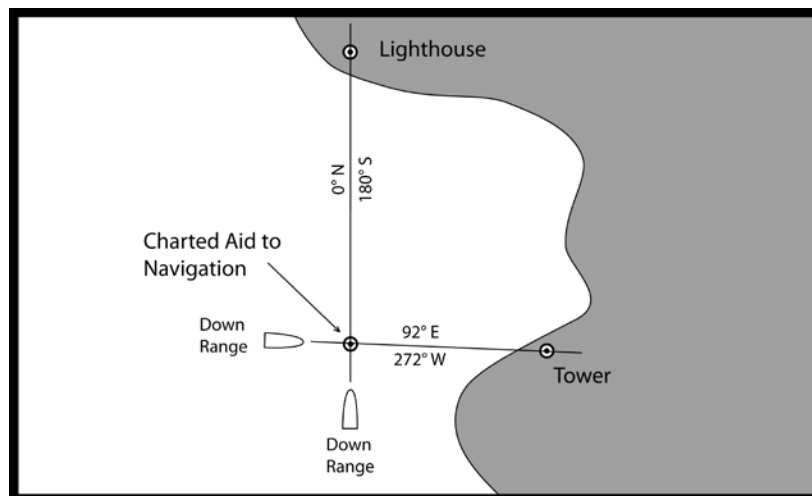 Lighthouse
0° N
180° S
Charted Aid to
Navigation
Down
Range
92° E
272° W
Tower
Down
Range